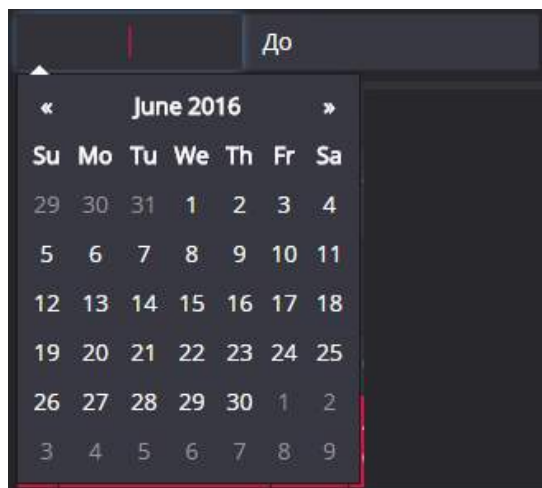 До
« June 2016 »
Su Mo Tu We Th Fr Sa
29 30 31 1 2 3 4
5 6 7 8 9 10 11
12 13 14 15 16 17 18
19 20 21 22 23 24 25
26 27 28 29 30 1 2
3 4 5 6 7 8 9